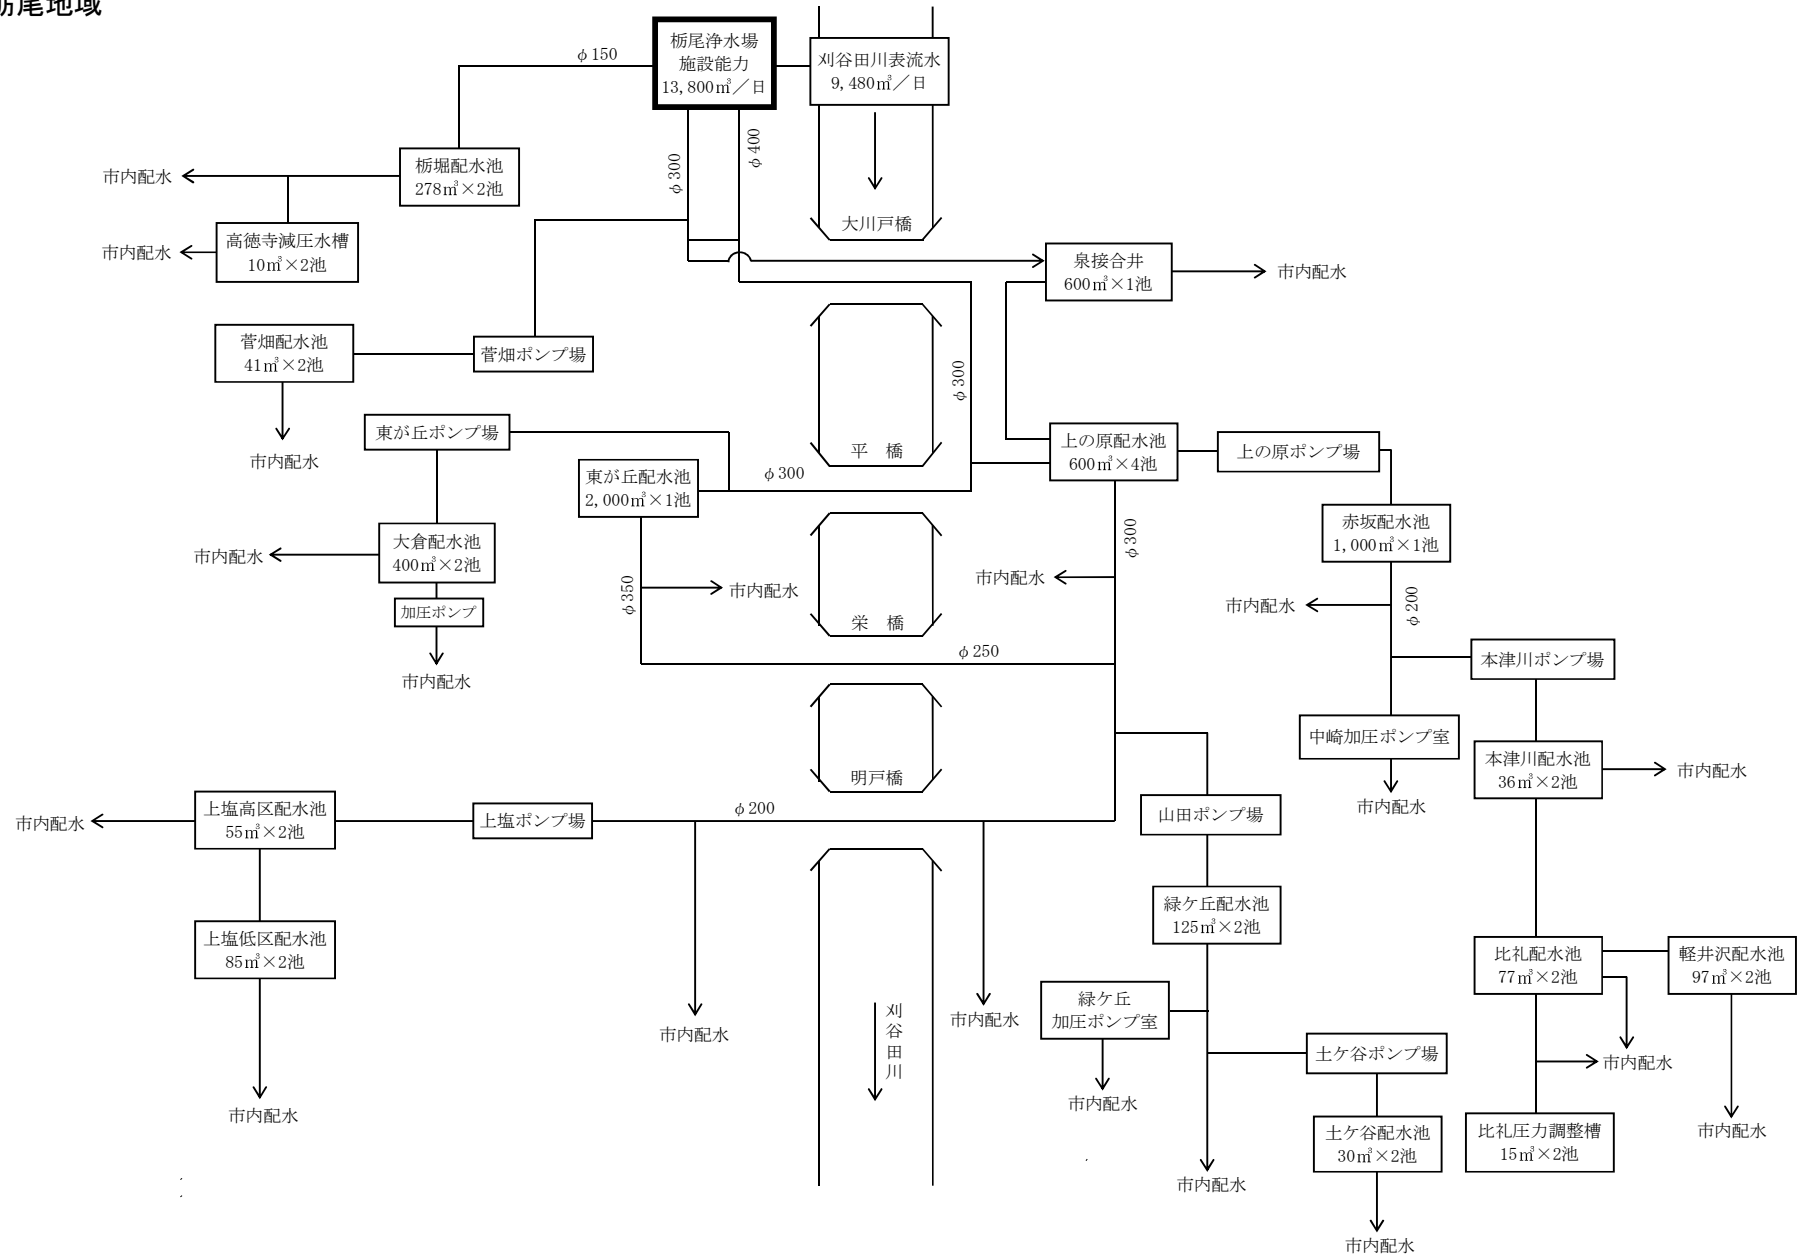 栃尾地域
φ150
栃尾浄水場
施設能力
13,800㎥／日
刈谷田川表流水
9,480㎥／日
φ400
φ300
市内配水
栃堀配水池
278㎥×2池
高徳寺減圧水槽
10㎥×2池
市内配水
大川戸橋
泉接合井
600㎥×1池
市内配水
菅畑配水池
41㎥×2池
菅畑ポンプ場
φ300
市内配水
東が丘ポンプ場
上の原配水池
600㎥×4池
上の原ポンプ場
平　橋
φ300
東が丘配水池
2,000㎥×1池
赤坂配水池
1,000㎥×1池
φ300
市内配水
大倉配水池
400㎥×2池
加圧ポンプ
市内配水
φ350
市内配水
市内配水
市内配水
φ200
栄　橋
φ250
本津川ポンプ場
中崎加圧ポンプ室
市内配水
本津川配水池
36㎥×2池
市内配水
明戸橋
φ200
市内配水
上塩高区配水池
55㎥×2池
上塩ポンプ場
山田ポンプ場
緑ケ丘配水池
125㎥×2池
上塩低区配水池
85㎥×2池
比礼配水池
77㎥×2池
軽井沢配水池
97㎥×2池
緑ケ丘
加圧ポンプ室
市内配水
市内配水
刈谷田川
市内配水
土ケ谷ポンプ場
市内配水
市内配水
市内配水
土ケ谷配水池
30㎥×2池
比礼圧力調整槽
15㎥×2池
市内配水
市内配水
市内配水